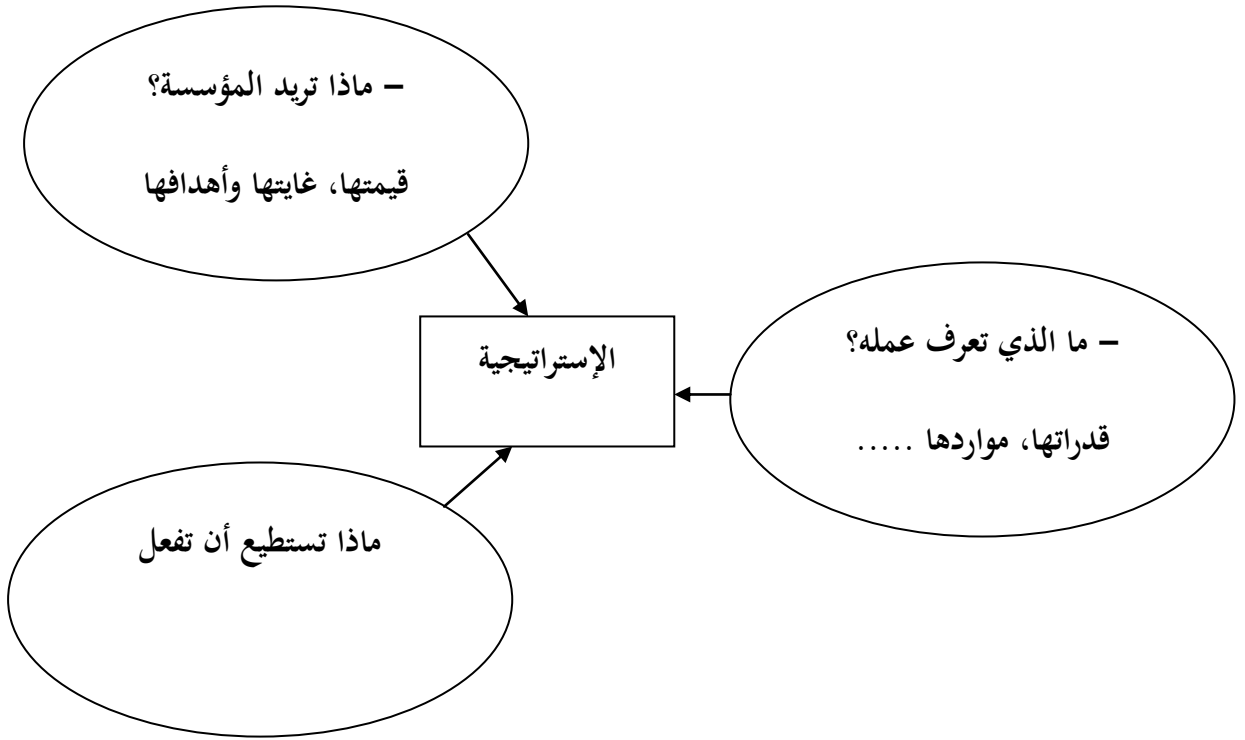 – ماذا تريد المؤسسة؟
قيمتها، غايتها وأهدافها
– ما الذي تعرف عمله؟
الإستراتيجية
قدراتها، مواردها .....
ماذا تستطيع أن تفعل